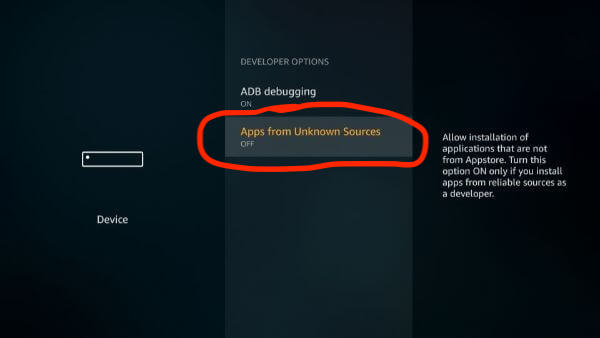 DEVELOPER OPTIONS
ADB debugging
ON
Apps from Unknown Sources
OFF
Device
Allow installation of
applications that are not
from Appstore. Turn this
option ON only if you install
apps from reliable sources as
a developer.